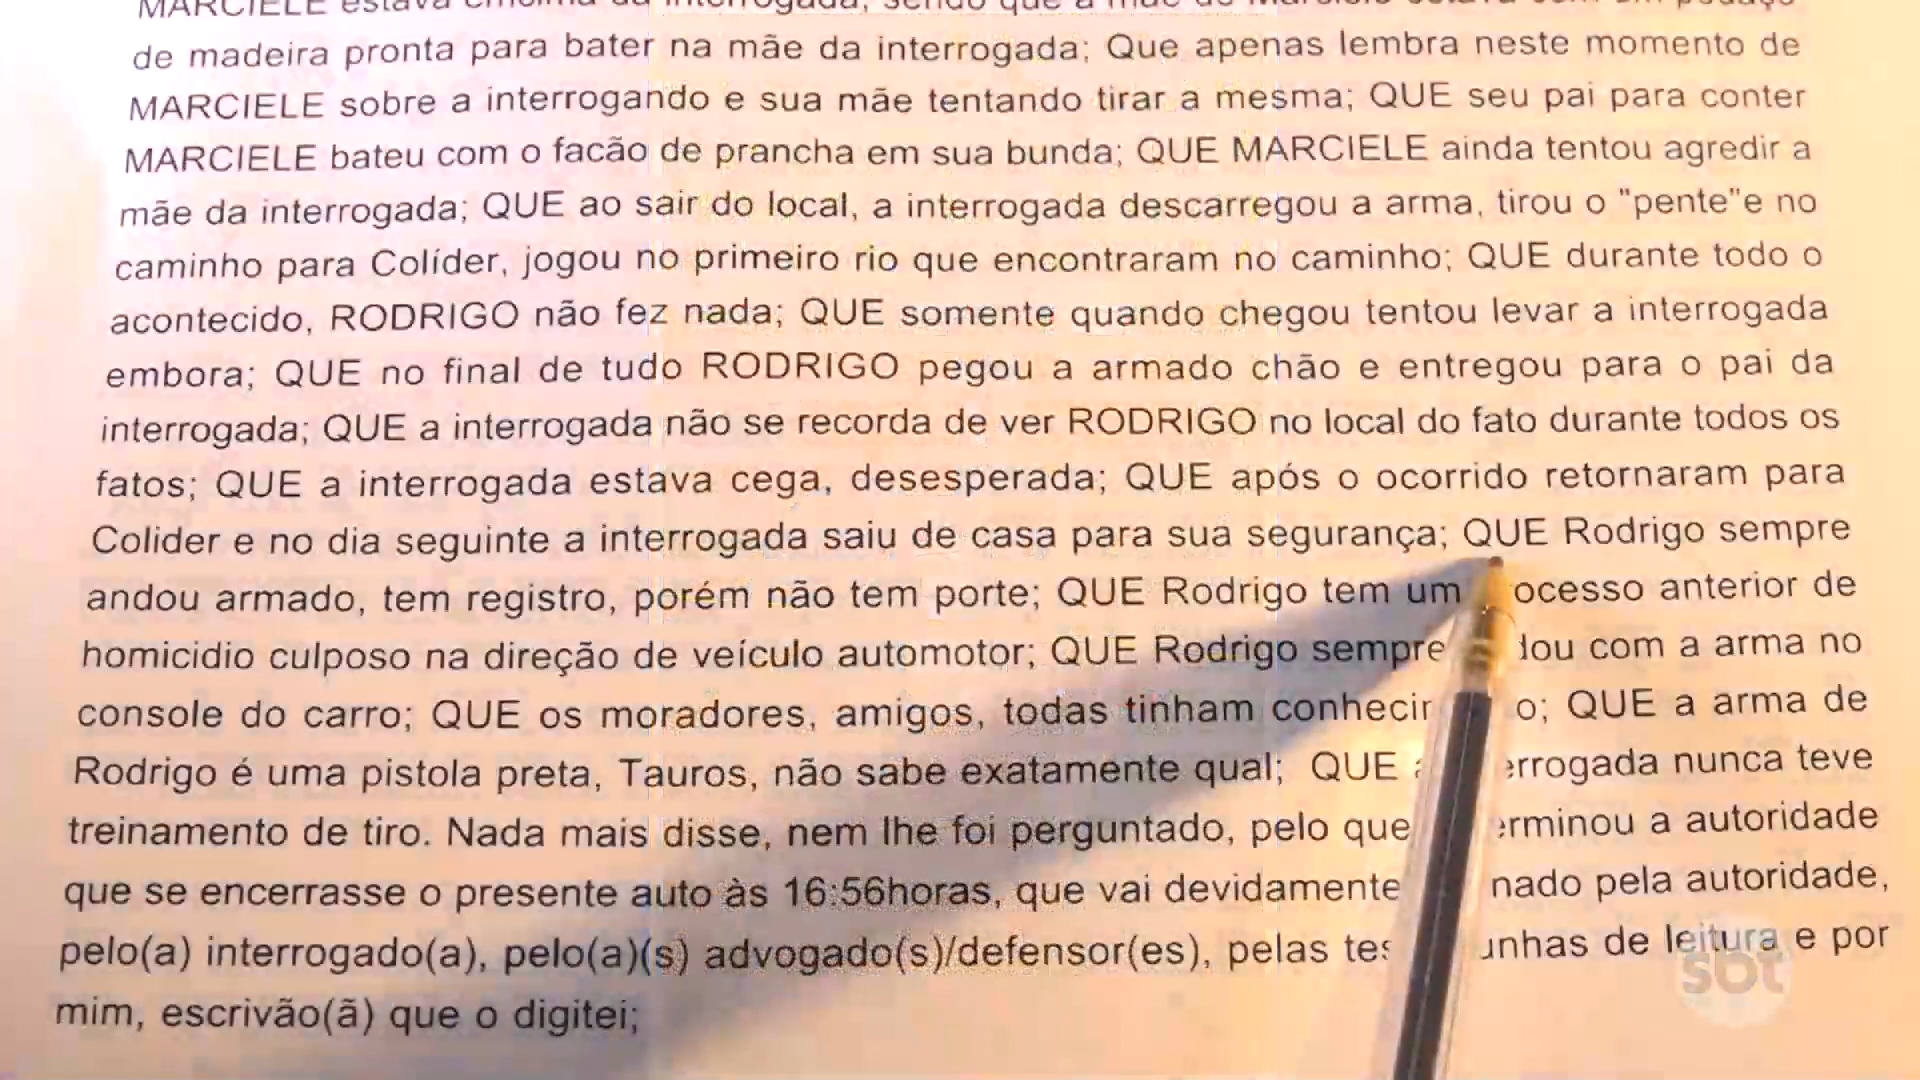 MARCIELE estava
de madeira pronta para bater na mãe da interrogada; Que apenas lembra neste momento de
MARCIELE sobre a interrogando e sua mãe tentando tirar a mesma; QUE seu pai para conter
MARCIELE bateu com o facão de prancha em sua bunda; QUE MARCIELE ainda tentou agredir a
mãe da interrogada; QUE ao sair do local, a interrogada descarregou a arma, tirou o "pente"e no
caminho para Colíder, jogou no primeiro rio que encontraram no caminho; QUE durante todo o
acontecido, RODRIGO não fez nada; QUE somente quando chegou tentou levar a interrogada
embora; QUE no final de tudo RODRIGO pegou a armado chão e entregou para o pai da
interrogada; QUE a interrogada não se recorda de ver RODRIGO no local do fato durante todos os
fatos; QUE a interrogada estava cega, desesperada; QUE após o ocorrido retornaram para
Colider e no dia seguinte a interrogada saiu de casa para sua segurança; QUE Rodrigo sempre
andou armado, tem registro, porém não tem porte; QUE Rodrigo tem um ocesso anterior de
homicidio culposo na direção de veículo automotor; QUE Rodrigo sempre dou com a arma no
console do carro; QUE os moradores, amigos, todas tinham conhecir o; QUE a arma de
Rodrigo é uma pistola preta, Tauros, não sabe exatamente qual; QUE a errogada nunca teve
treinamento de tiro. Nada mais disse, nem lhe foi perguntado, pelo que erminou a autoridade
que se encerrasse o presente auto às 16:56horas, que vai devidamente nado pela autoridade,
pelo(a) interrogado(a), pelo(a)(s) advogado(s)/defensor(es), pelas tes unhas de leitura e por
mim, escrivão(ã) que o digitei;
sbt